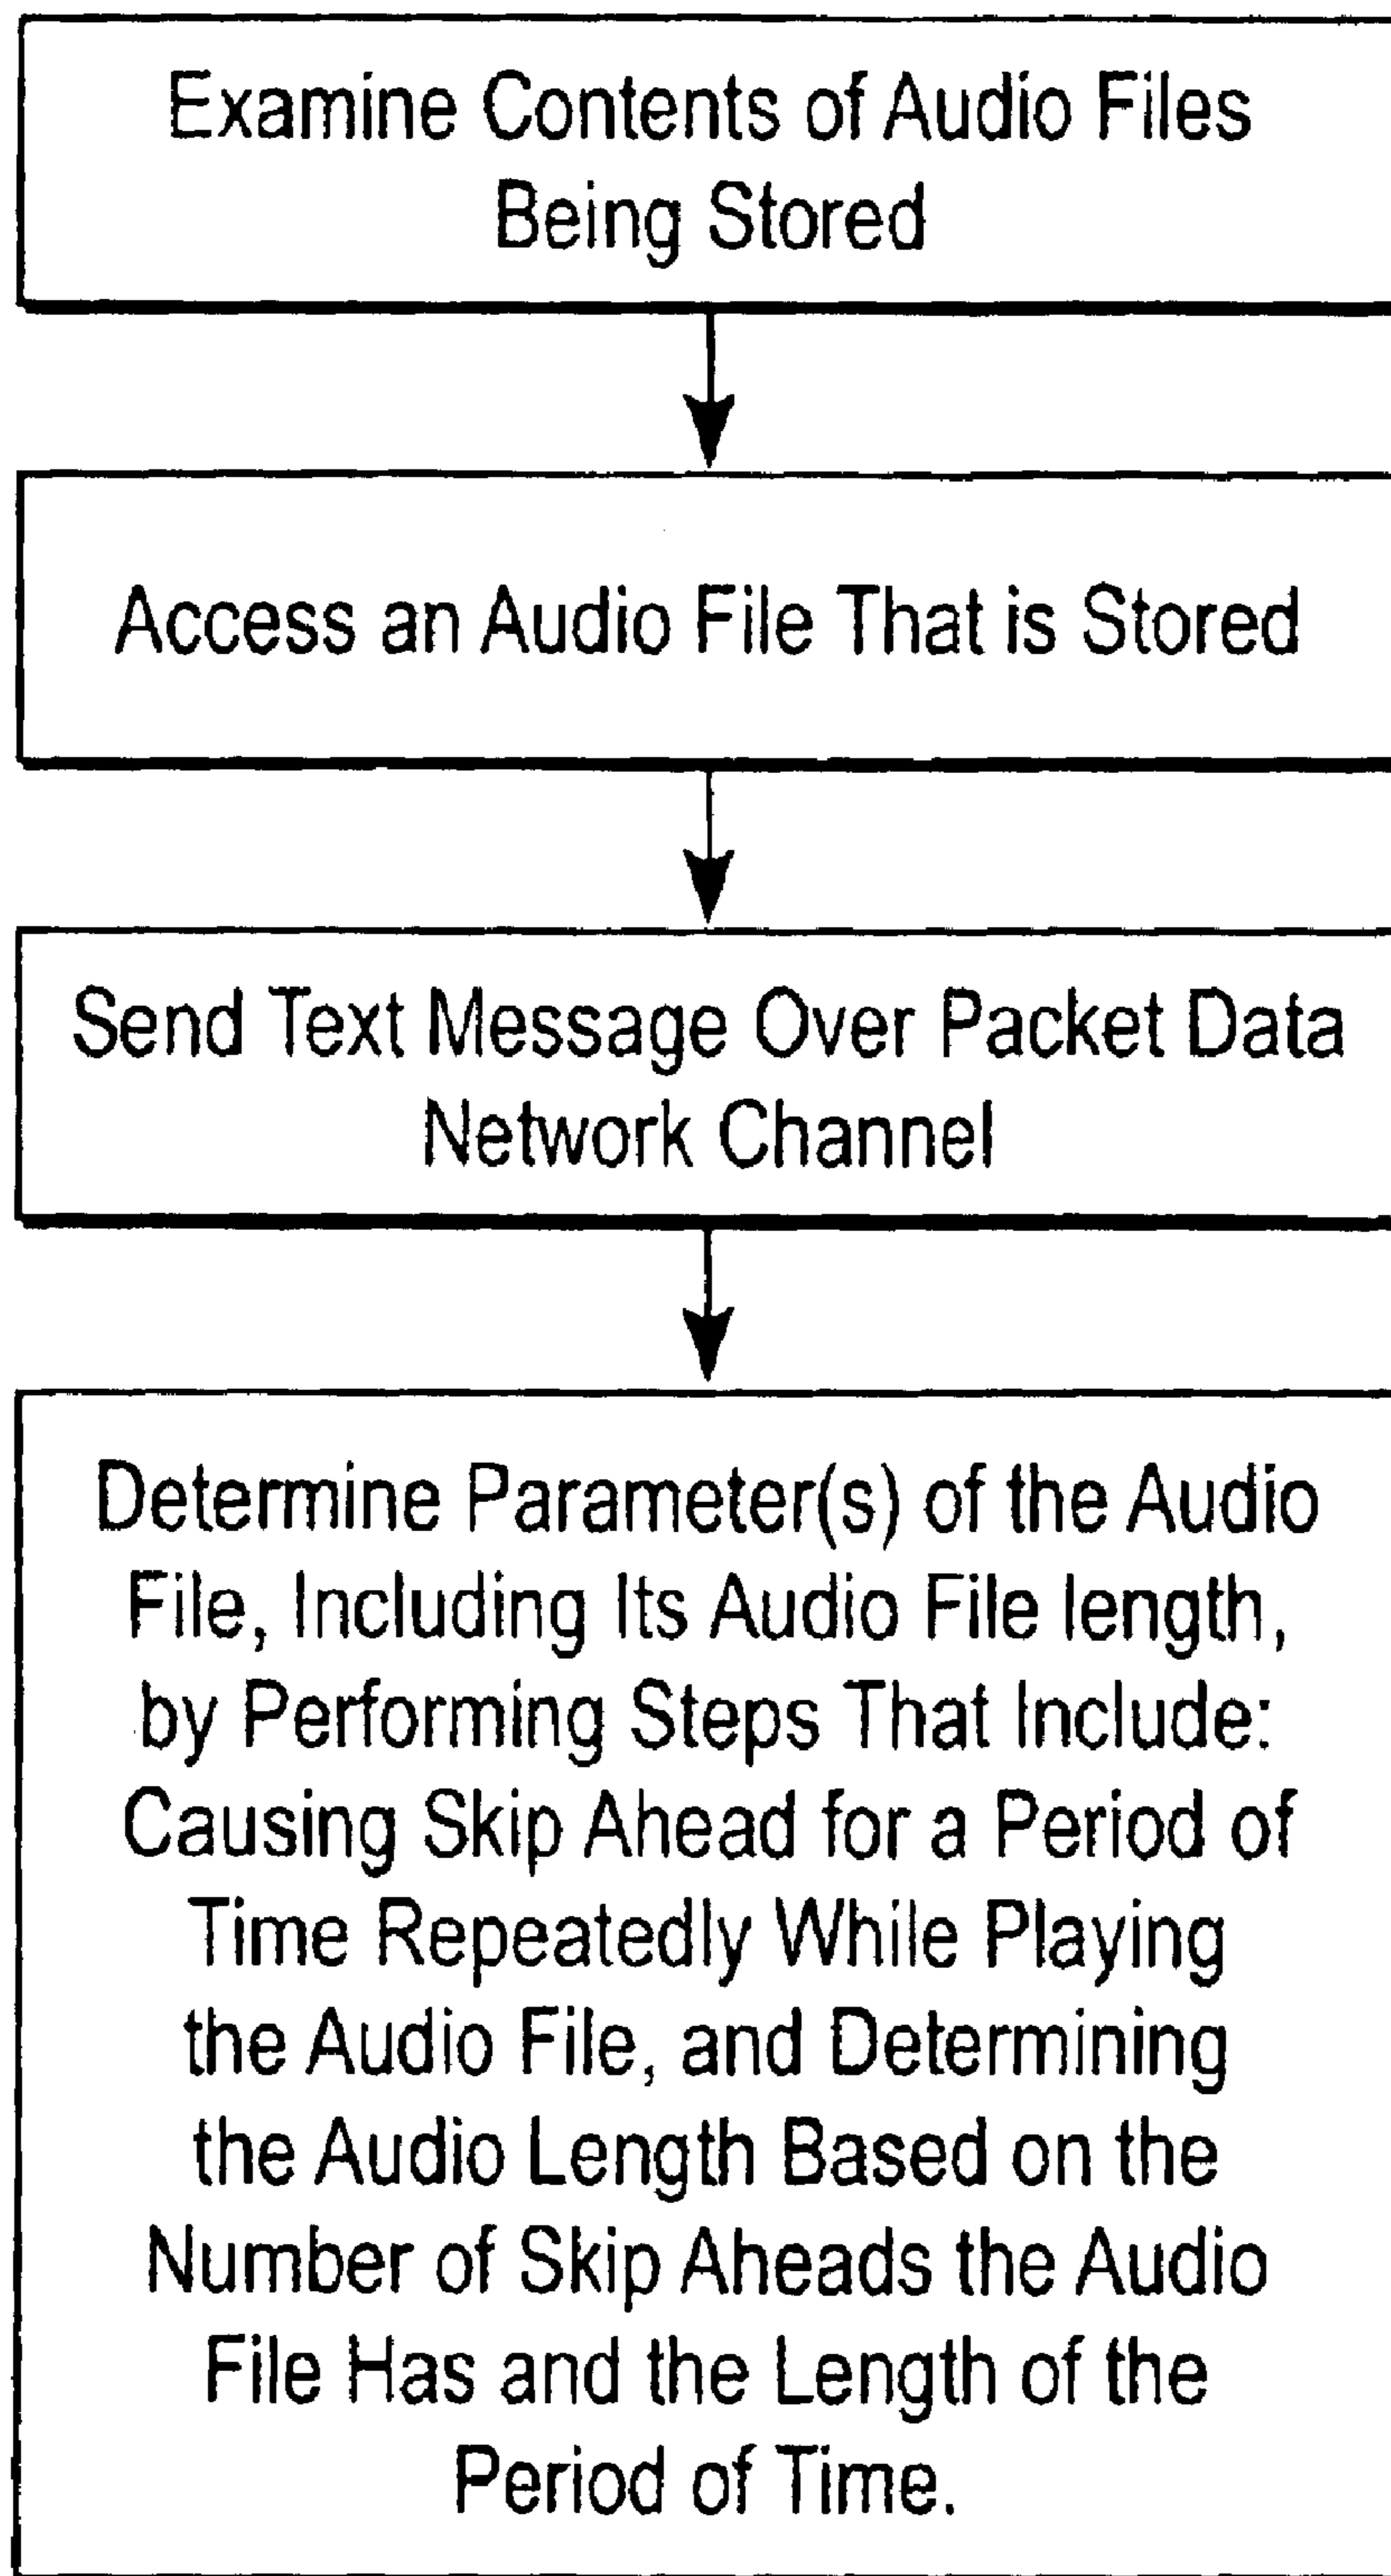 Examine Contents of Audio Files
Being Stored
Access an Audio File That is Stored
Send Text Message Over Packet Data
Network Channel
Determine Parameter(s) of the Audio
File, Including Its Audio File length,
by Performing Steps That Include:
Causing Skip Ahead for a Period of
Time Repeatedly While Playing
the Audio File, and Determining
the Audio Length Based on the
Number of Skip Aheads the Audio
File Has and the Length of the
Period of Time.